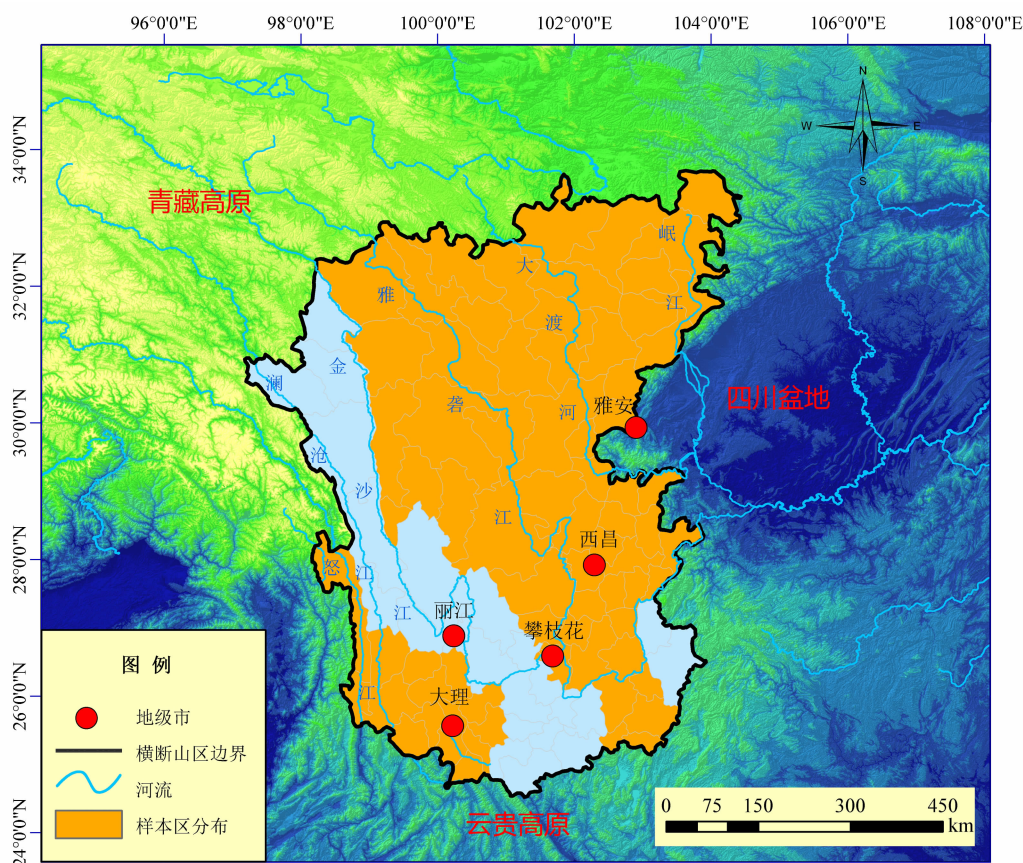 96°0'0"E 98°0'0"E 100°0'0"E 102°0'0"E 104°0'0"E 106°0'0"E 108°0'0"E
34°0'0"N
32°0'0"N
30°0'0"N
28°0'0"N
26°0'0"N
24°0'0"N
N
W E
S
青藏高原
四川盆地
云贵高原
岷
江
大
渡
河
雅
砻
江
金
沙
江
澜
沧
江
怒
江
雅安
西昌
丽江
攀枝花
大理
图 例
地级市
横断山区边界
河流
样本区分布
0 75 150 300 450
km